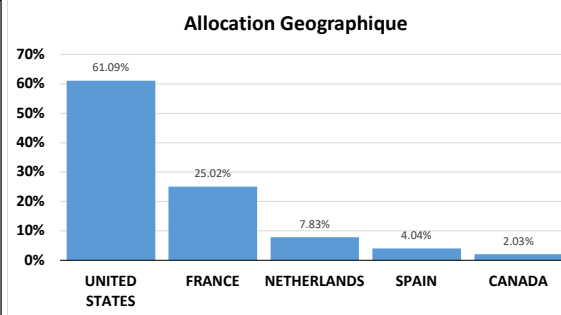 Allocation Geographique
70%
60%
50%
40%
30%
20%
10%
0%
61.09%
25.02%
7.83%
4.04%
2.03%
UNITED
STATES
FRANCE
NETHERLANDS
SPAIN
CANADA